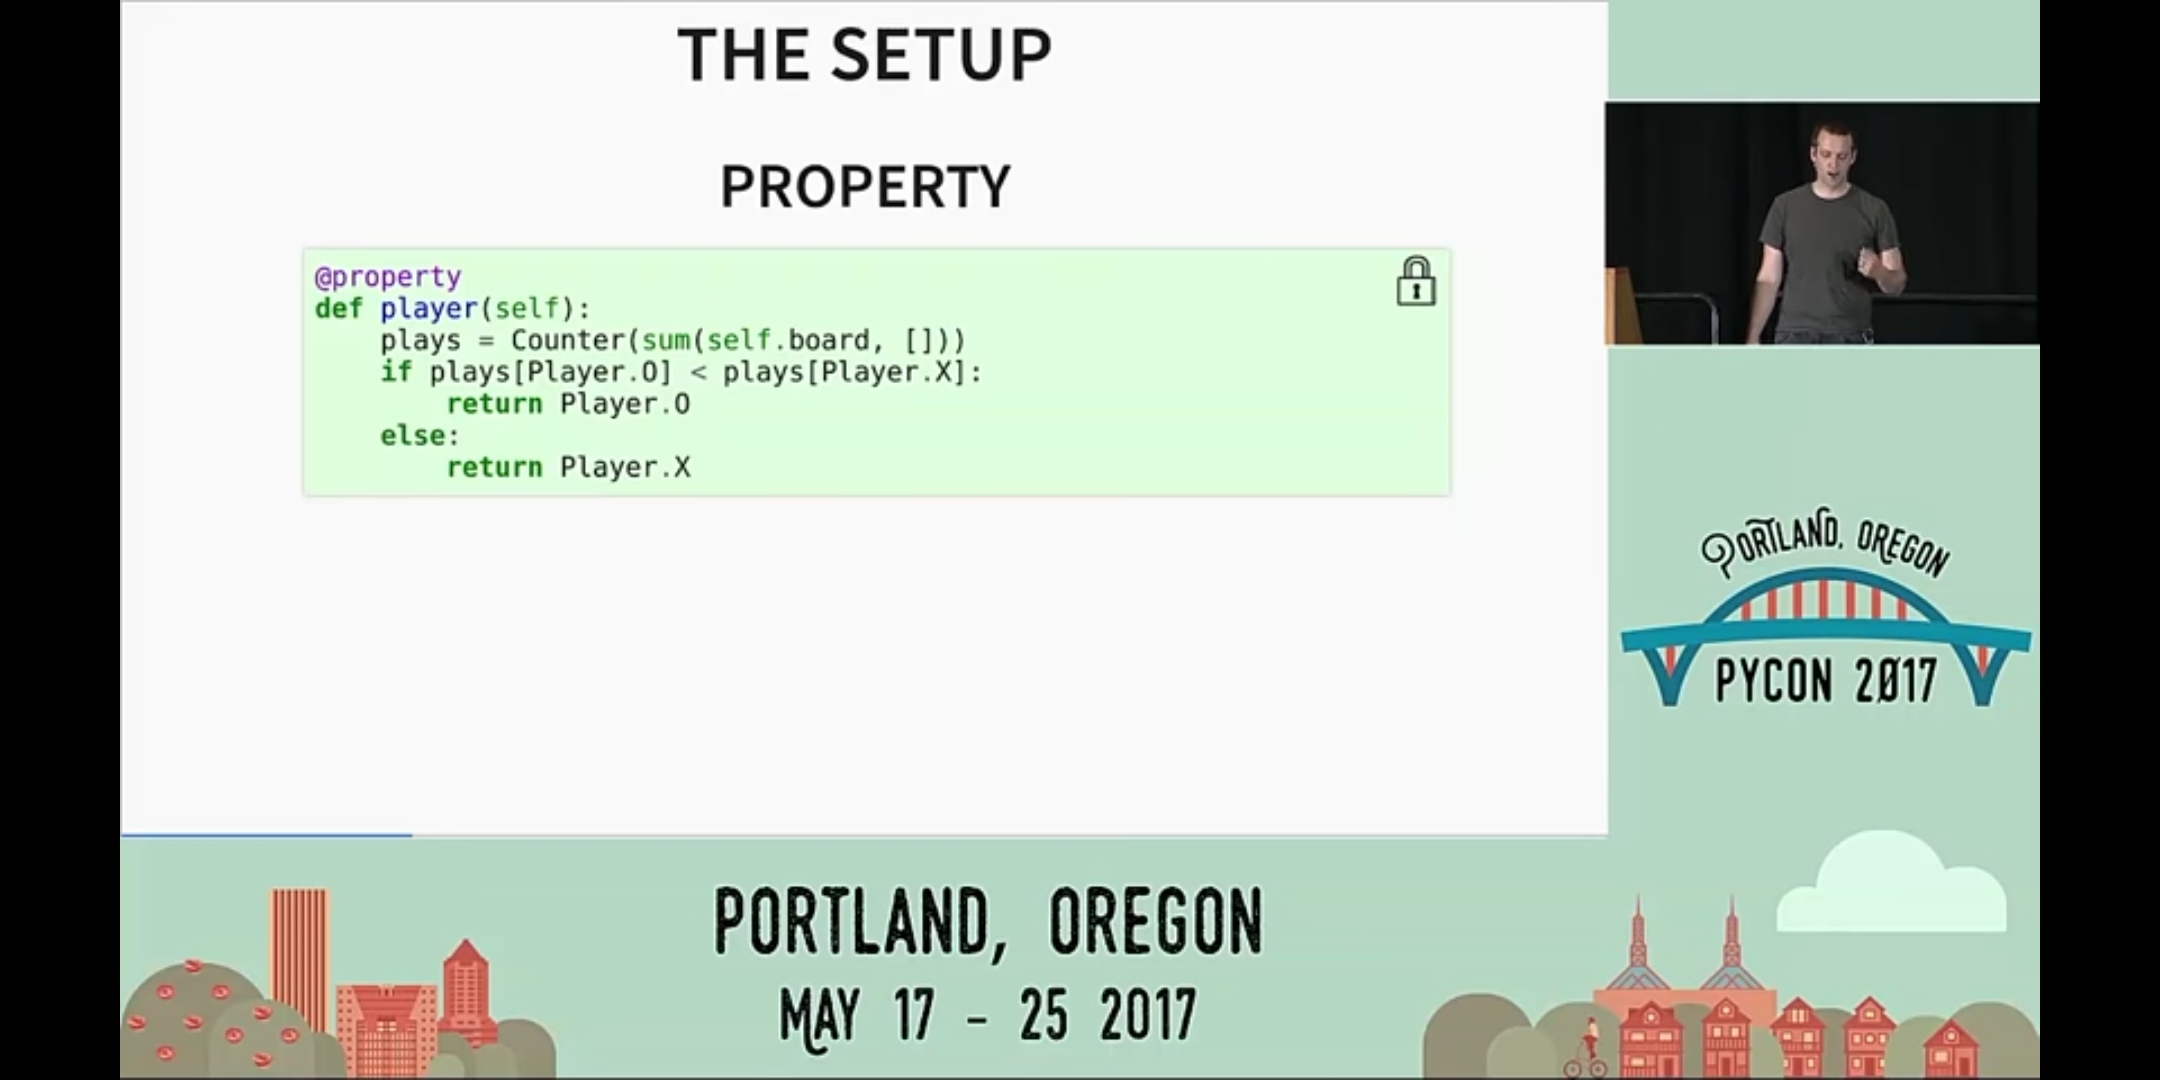 THE SETUP
PROPERTY
@property
def player(self):
    plays = Counter(sum(self.board, []))
    if plays[Player.O] < plays[Player.X]:
        return Player.O
    else:
        return Player.X
PORTLAND, OREGON
PYCON 2017
PORTLAND, OREGON
MAY 17 - 25 2017